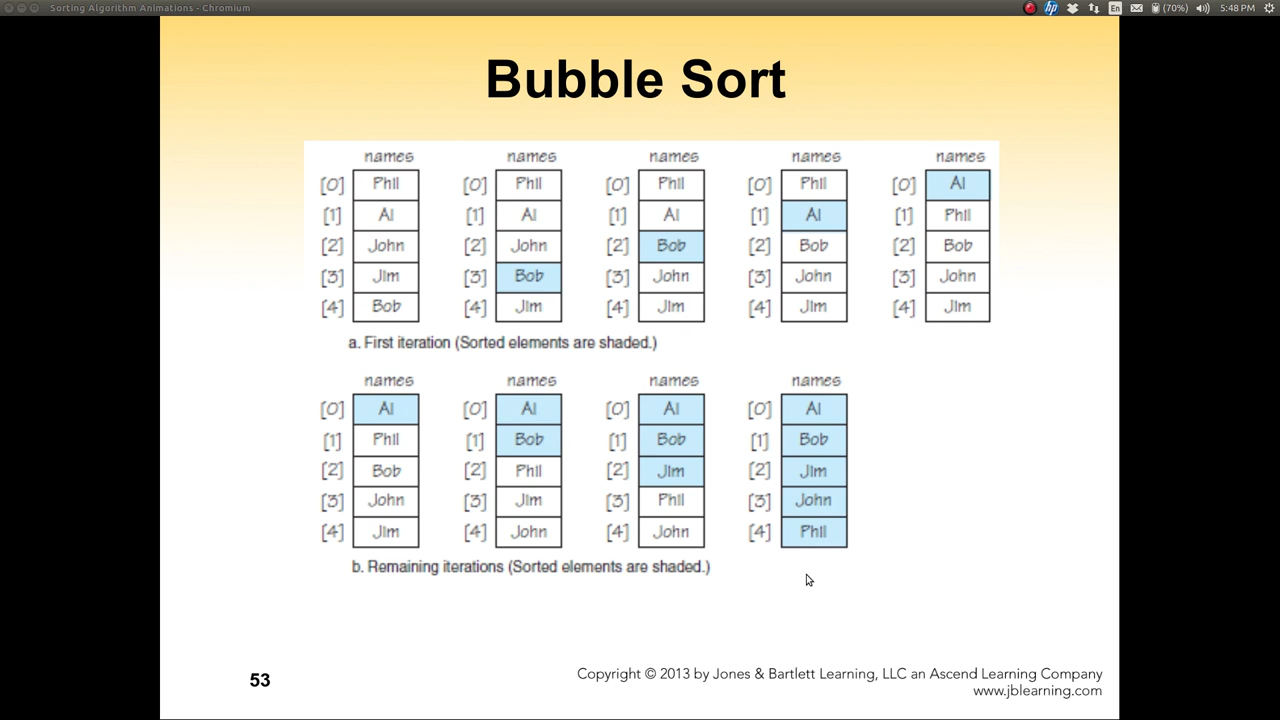 Sorting Algorithm Animations - Chromium
En (70%) 5:48 PM
Bubble Sort
names names names names names
[0] Phil [0] Phil [0] Phil [0] Phil [0] Al
[1] Al [1] Al [1] Al [1] Al [1] Phil
[2] John [2] John [2] Bob [2] Bob [2] Bob
[3] Jim [3] Bob [3] John [3] John [3] John
[4] Bob [4] Jim [4] Jim [4] Jim [4] Jim
a. First iteration (Sorted elements are shaded.)
names names names names
[0] Al [0] Al [0] Al [0] Al
[1] Phil [1] Bob [1] Bob [1] Bob
[2] Bob [2] Phil [2] Jim [2] Jim
[3] John [3] Jim [3] Phil [3] John
[4] Jim [4] John [4] John [4] Phil
b. Remaining iterations (Sorted elements are shaded.)
53
Copyright © 2013 by Jones & Bartlett Learning, LLC an Ascend Learning Company
www.jblearning.com